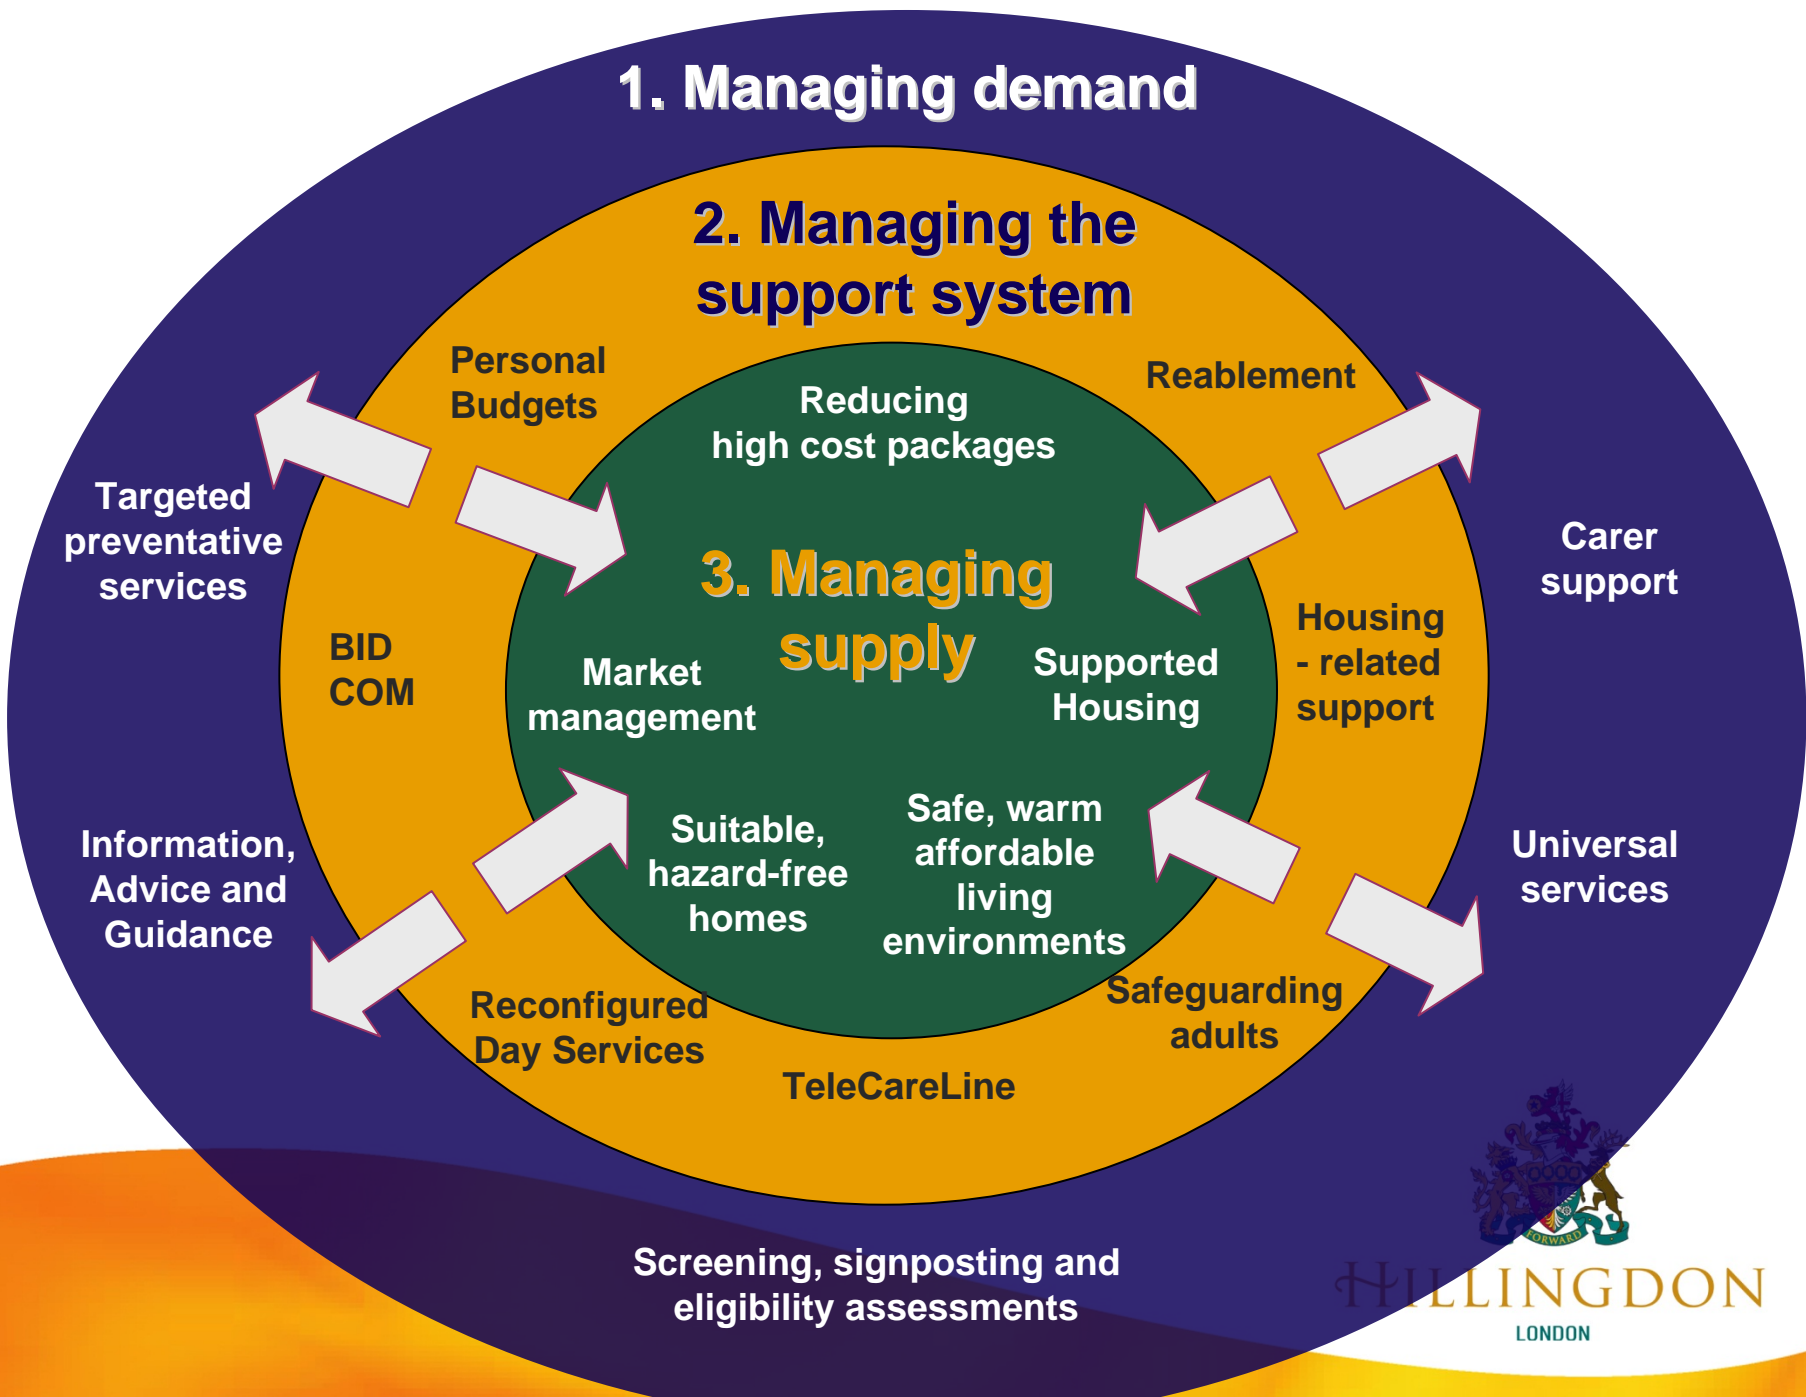 1. Managing demand
2. Managing the
support system
Personal
Budgets
Reablement
Reducing
high cost packages
Targeted
preventative
services
Carer
support
3. Managing
supply
BID
COM
Market
management
Supported
Housing
Housing
- related
support
Information,
Advice and
Guidance
Suitable,
hazard-free
homes
Safe, warm
affordable
living
environments
Universal
services
Reconfigured
Day Services
Safeguarding
adults
TeleCareLine
Screening, signposting and
eligibility assessments
FORWARD
HILLINGDON
LONDON